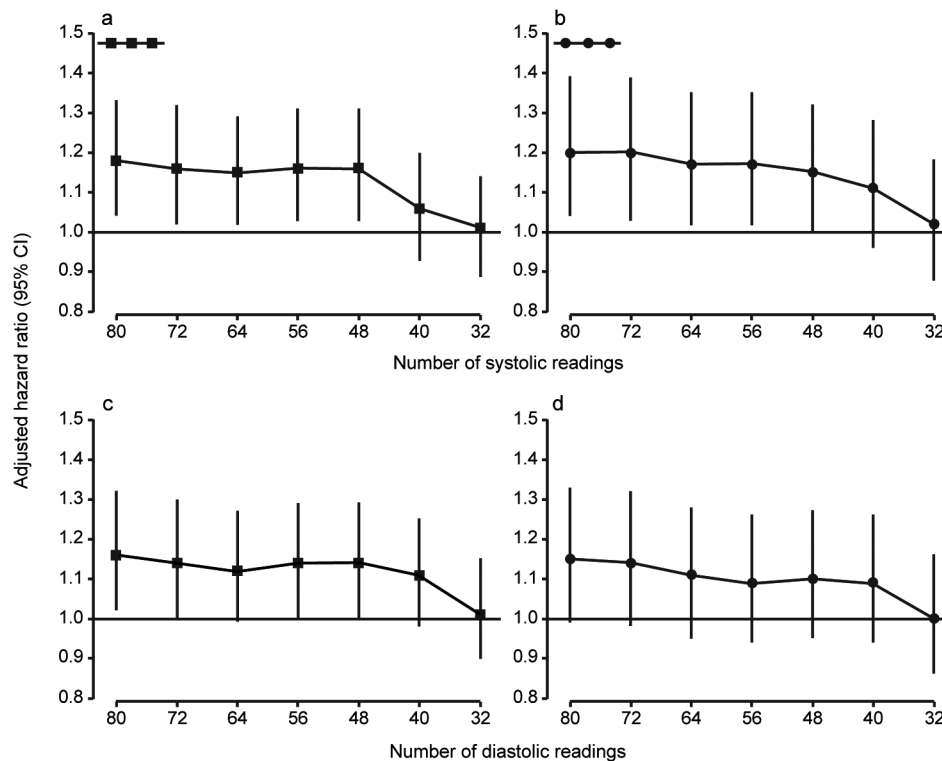 a
b
1.5
1.4
1.3
1.2
1.1
1.0
0.9
0.8
80 72 64 56 48 40 32
1.5
1.4
1.3
1.2
1.1
1.0
0.9
0.8
80 72 64 56 48 40 32
Number of systolic readings
Adjusted hazard ratio (95% CI)
c
d
1.5
1.4
1.3
1.2
1.1
1.0
0.9
0.8
80 72 64 56 48 40 32
1.5
1.4
1.3
1.2
1.1
1.0
0.9
0.8
80 72 64 56 48 40 32
Number of diastolic readings